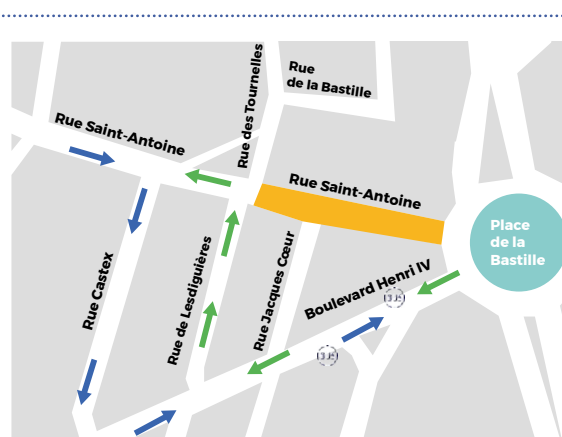 Rue
de la Bastille
Rue des Tournelles
Rue Saint-Antoine
Rue Saint-Antoine
Place
de la
Bastille
Rue Castex
Rue de Lesdiguières
Rue Jacques Cœur
Boulevard Henri IV